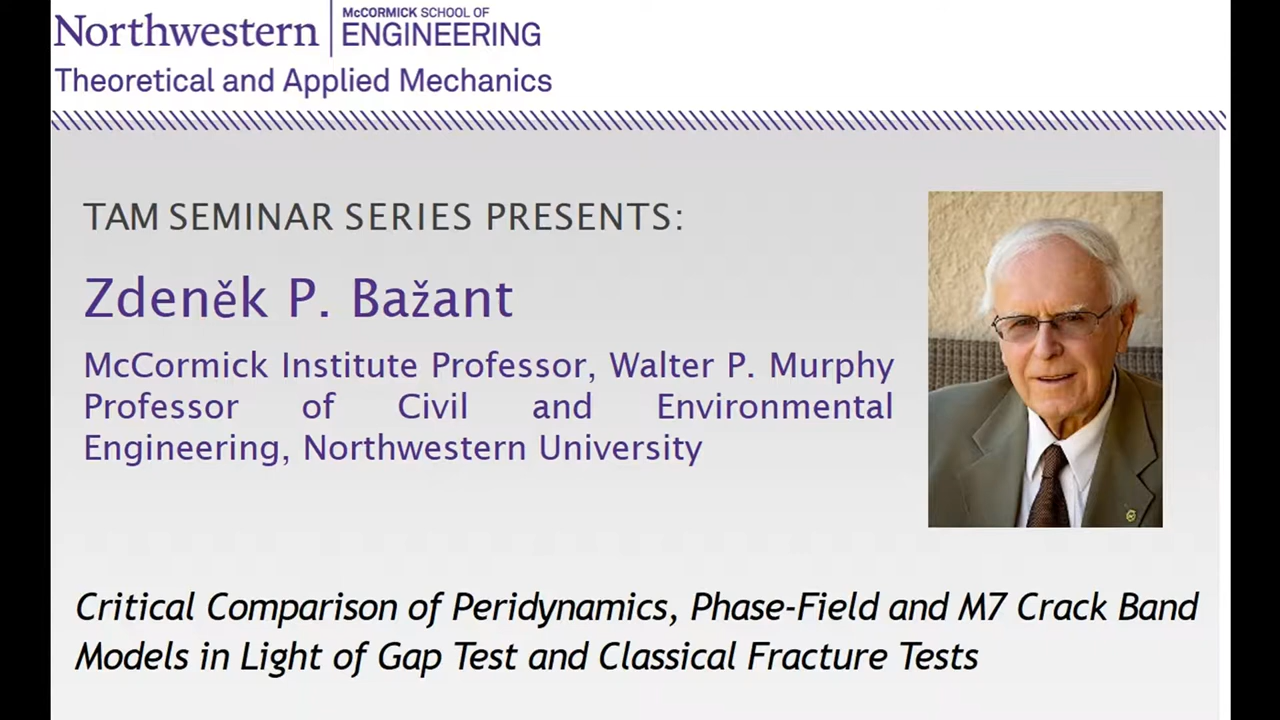 Northwestern
McCORMICK SCHOOL OF
ENGINEERING
Theoretical and Applied Mechanics
TAM SEMINAR SERIES PRESENTS:
Zdeněk P. Bažant
McCormick Institute Professor, Walter P. Murphy
Professor of Civil and Environmental
Engineering, Northwestern University
Critical Comparison of Peridynamics, Phase-Field and M7 Crack Band
Models in Light of Gap Test and Classical Fracture Tests